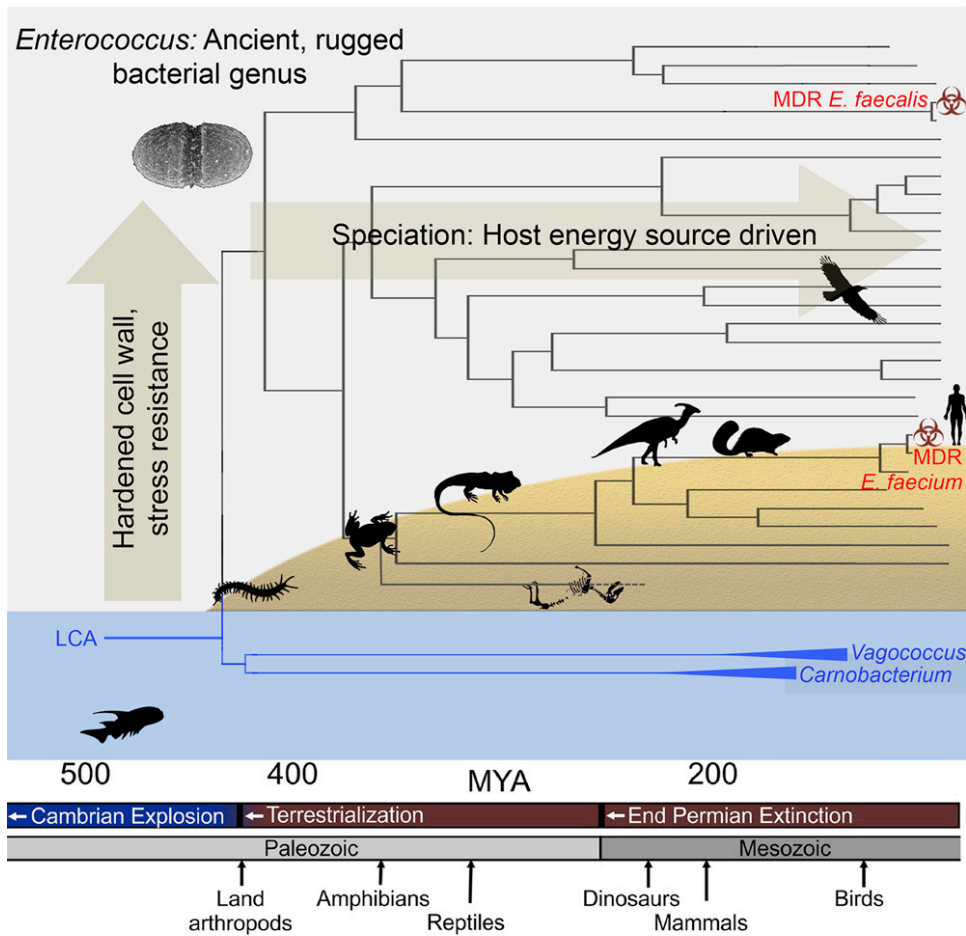 Enterococcus: Ancient, rugged
bacterial genus
MDR E. faecalis
Speciation: Host energy source driven
Hardened cell wall,
stress resistance
MDR
E. faecium
LCA
Vagococcus
Carnobacterium
500
400
MYA
200
Cambrian Explosion
Terrestrialization
End Permian Extinction
Paleozoic
Mesozoic
Land
arthropods
Amphibians
Reptiles
Dinosaurs
Mammals
Birds